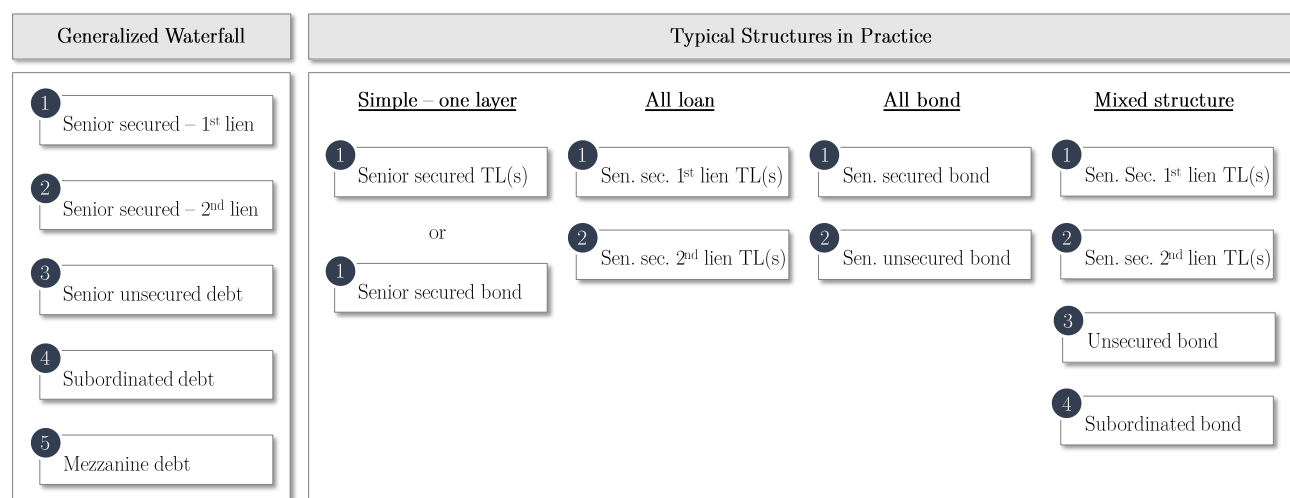 Generalized Waterfall
1
Senior secured – 1st lien
2
Senior secured – 2nd lien
3
Senior unsecured debt
4
Subordinated debt
5
Mezzanine debt
Typical Structures in Practice
Simple – one layer
1
Senior secured TL(s)
or
1
Senior secured bond
All loan
1
Sen. sec. 1st lien TL(s)
2
Sen. sec. 2nd lien TL(s)
All bond
1
Sen. secured bond
2
Sen. unsecured bond
Mixed structure
1
Sen. Sec. 1st lien TL(s)
2
Sen. sec. 2nd lien TL(s)
3
Unsecured bond
4
Subordinated bond